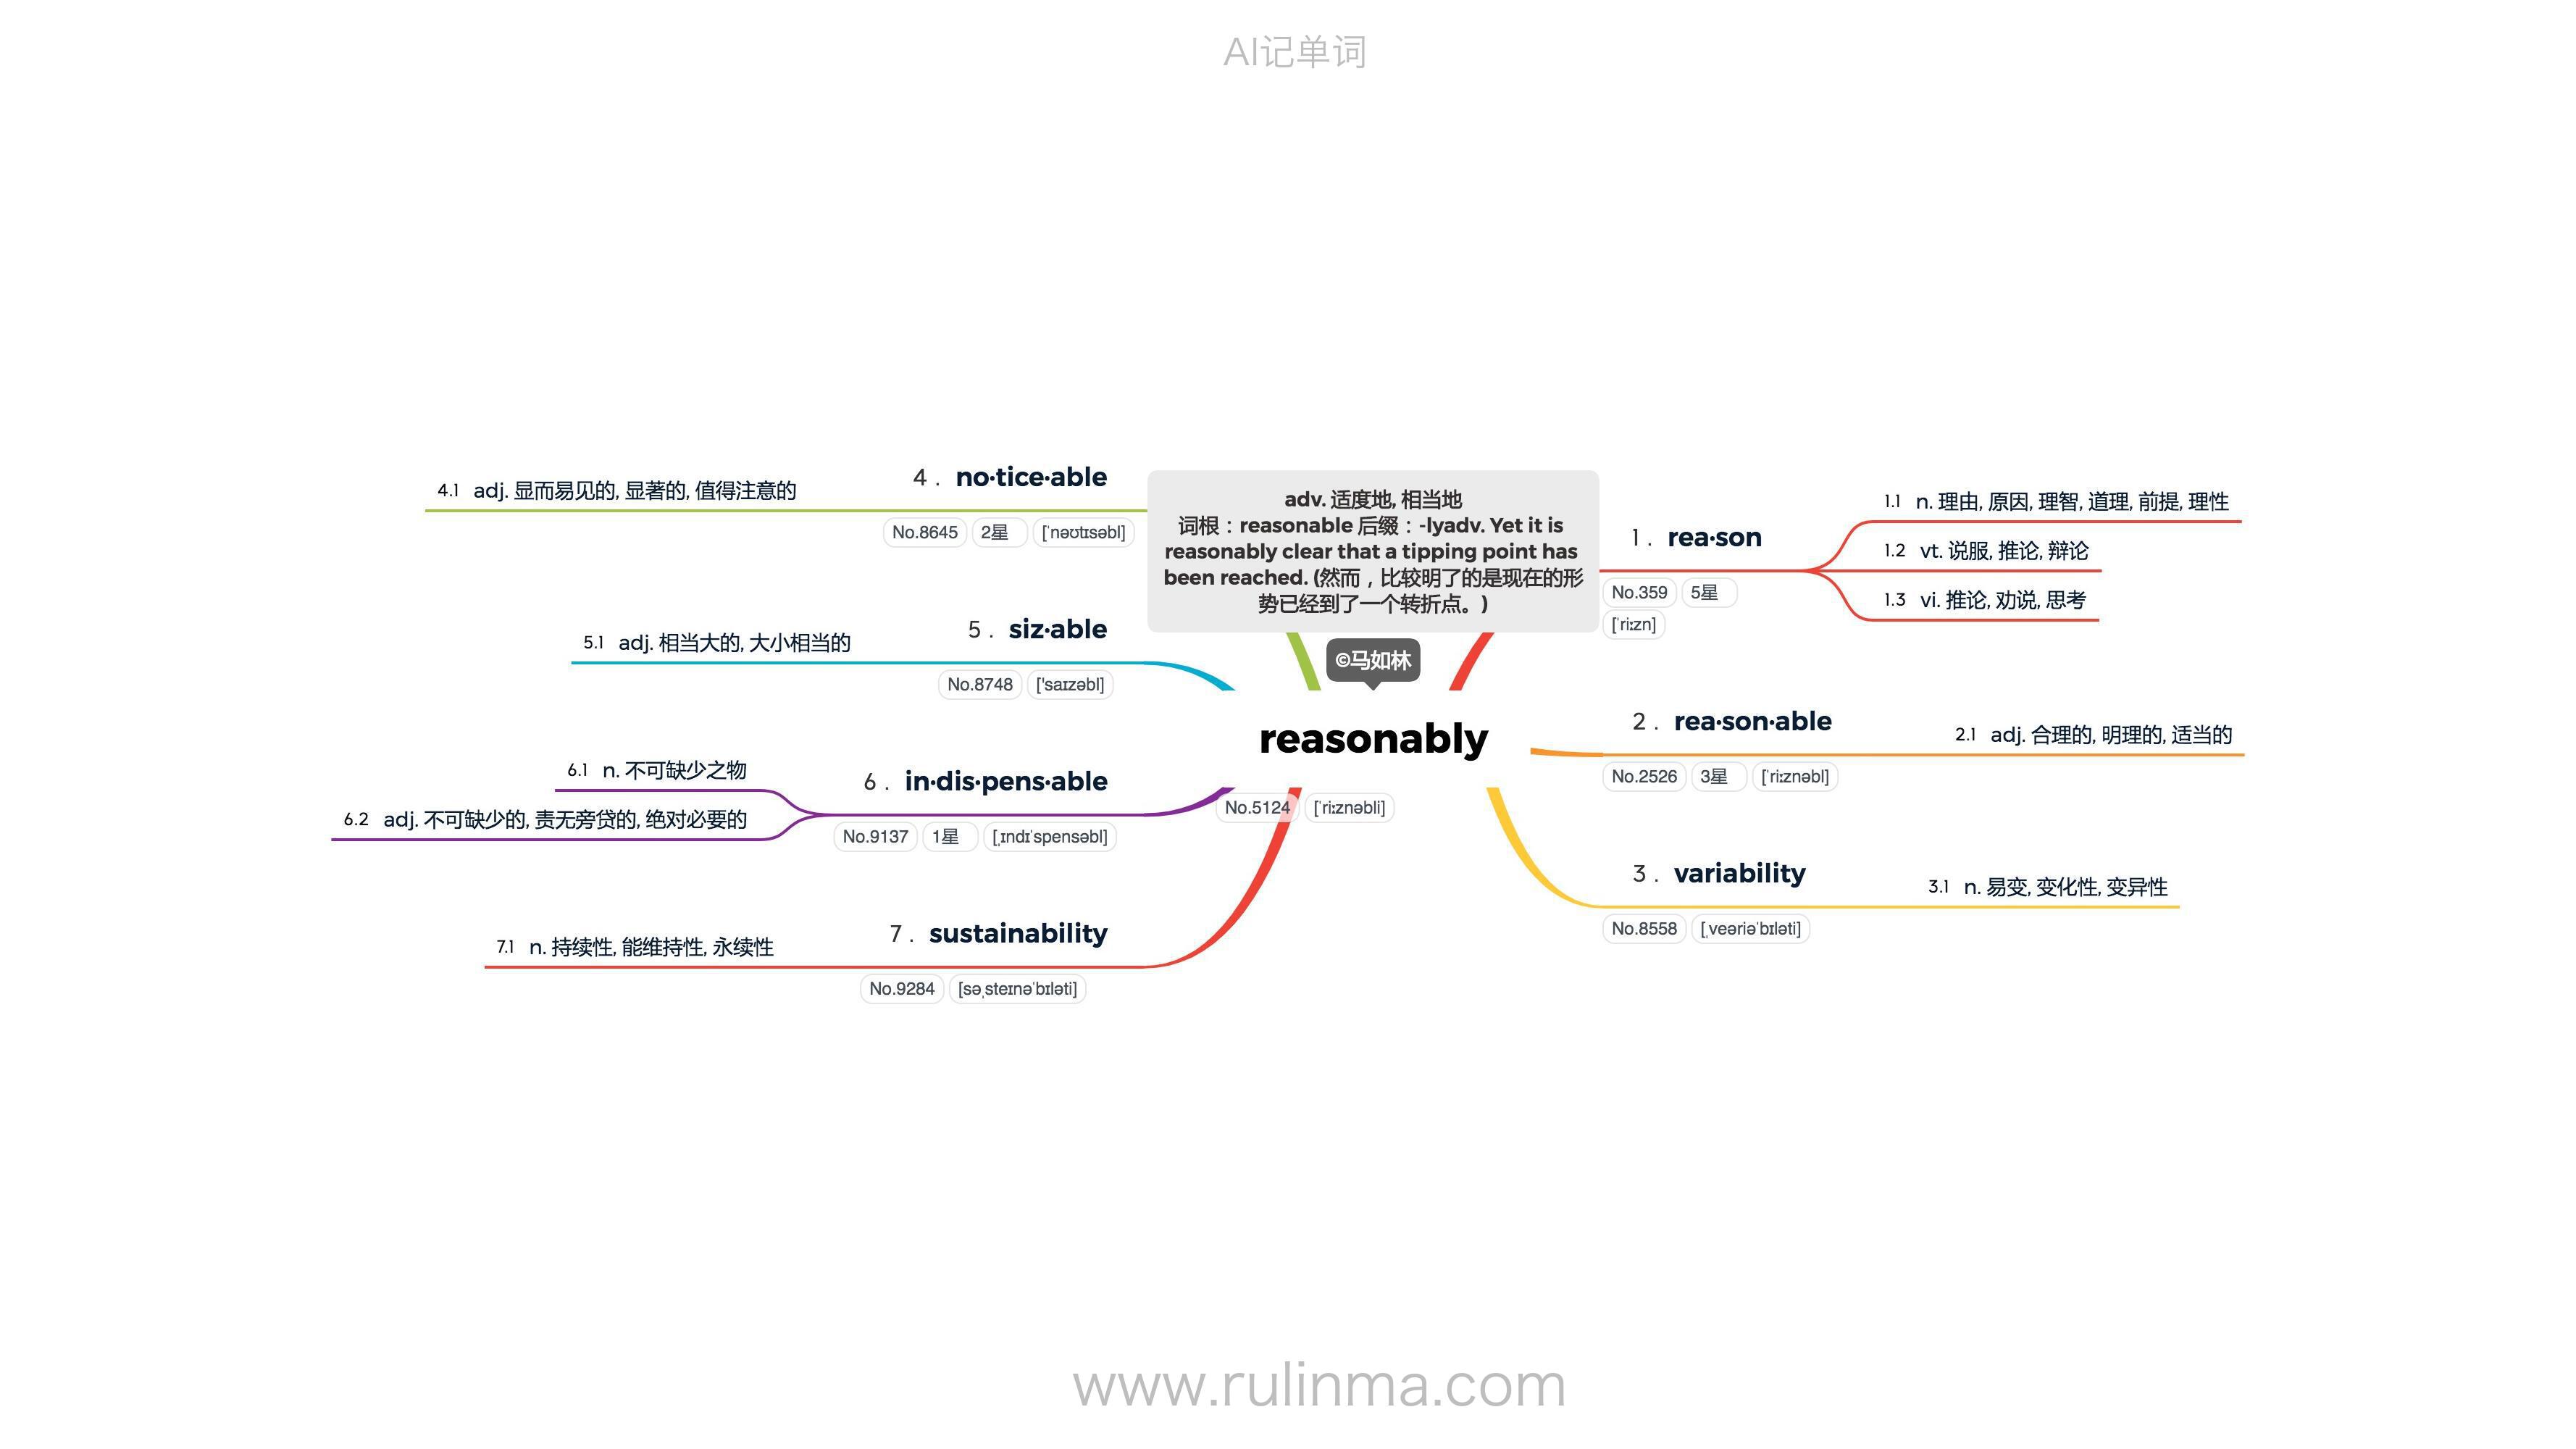 AI记单词
adv. 适度地, 相当地
词根：reasonable 后缀：-lyadv. Yet it is
reasonably clear that a tipping point has
been reached. (然而，比较明了的是现在的形
势已经到了一个转折点。)
©马如林
reasonably
No.5124 [ˈriːznəbli]
1. rea·son
No.359 5星
[ˈriːzn]
1.1 n. 理由, 原因, 理智, 道理, 前提, 理性
1.2 vt. 说服, 推论, 辩论
1.3 vi. 推论, 劝说, 思考
2. rea·son·able
No.2526 3星 [ˈriːznəbl]
2.1 adj. 合理的, 明理的, 适当的
3. variability
No.8558 [ˌveəriəˈbɪləti]
3.1 n. 易变, 变化性, 变异性
4. no·tice·able
No.8645 2星 [ˈnəʊtɪsəbl]
4.1 adj. 显而易见的, 显著的, 值得注意的
5. siz·able
No.8748 ['saɪzəbl]
5.1 adj. 相当大的, 大小相当的
6. in·dis·pens·able
No.9137 1星 [ˌɪndɪˈspensəbl]
6.1 n. 不可缺少之物
6.2 adj. 不可缺少的, 责无旁贷的, 绝对必要的
7. sustainability
No.9284 [səˌsteɪnəˈbɪləti]
7.1 n. 持续性, 能维持性, 永续性
www.rulinma.com